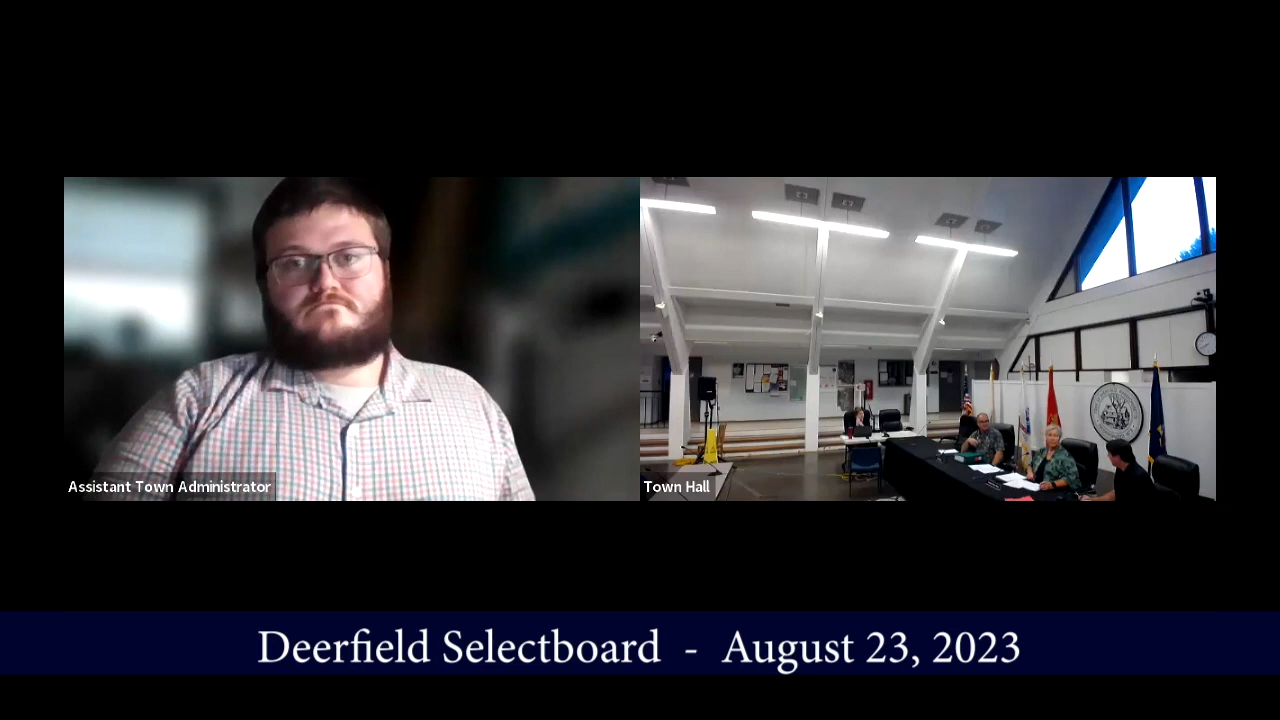 Assistant Town Administrator
Town Hall
Deerfield Selectboard - August 23, 2023